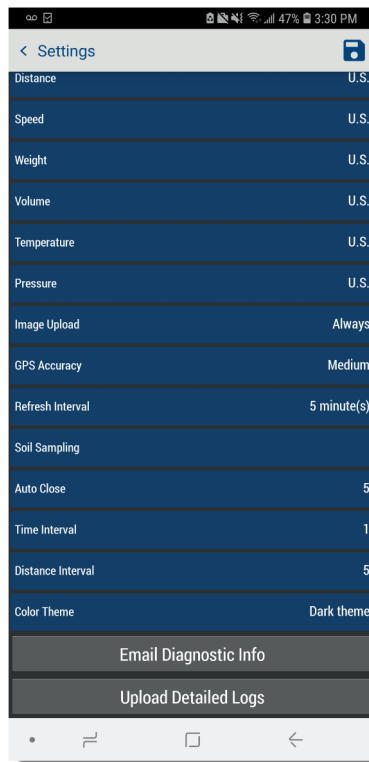 47% 3:30 PM
< Settings
Distance U.S.
Speed U.S.
Weight U.S.
Volume U.S.
Temperature U.S.
Pressure U.S.
Image Upload Always
GPS Accuracy Medium
Refresh Interval 5 minute(s)
Soil Sampling
Auto Close 5
Time Interval 1
Distance Interval 5
Color Theme Dark theme
Email Diagnostic Info
Upload Detailed Logs